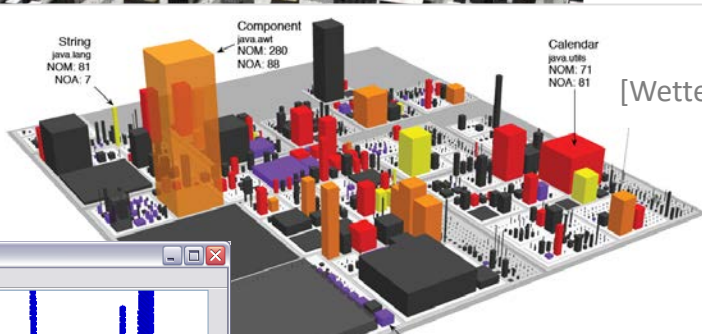 Component
java.awt
NOM: 280
NOA: 88
String
java.lang
NOM: 81
NOA: 7
Calendar
java.utils
NOM: 71
NOA: 81
[Wette